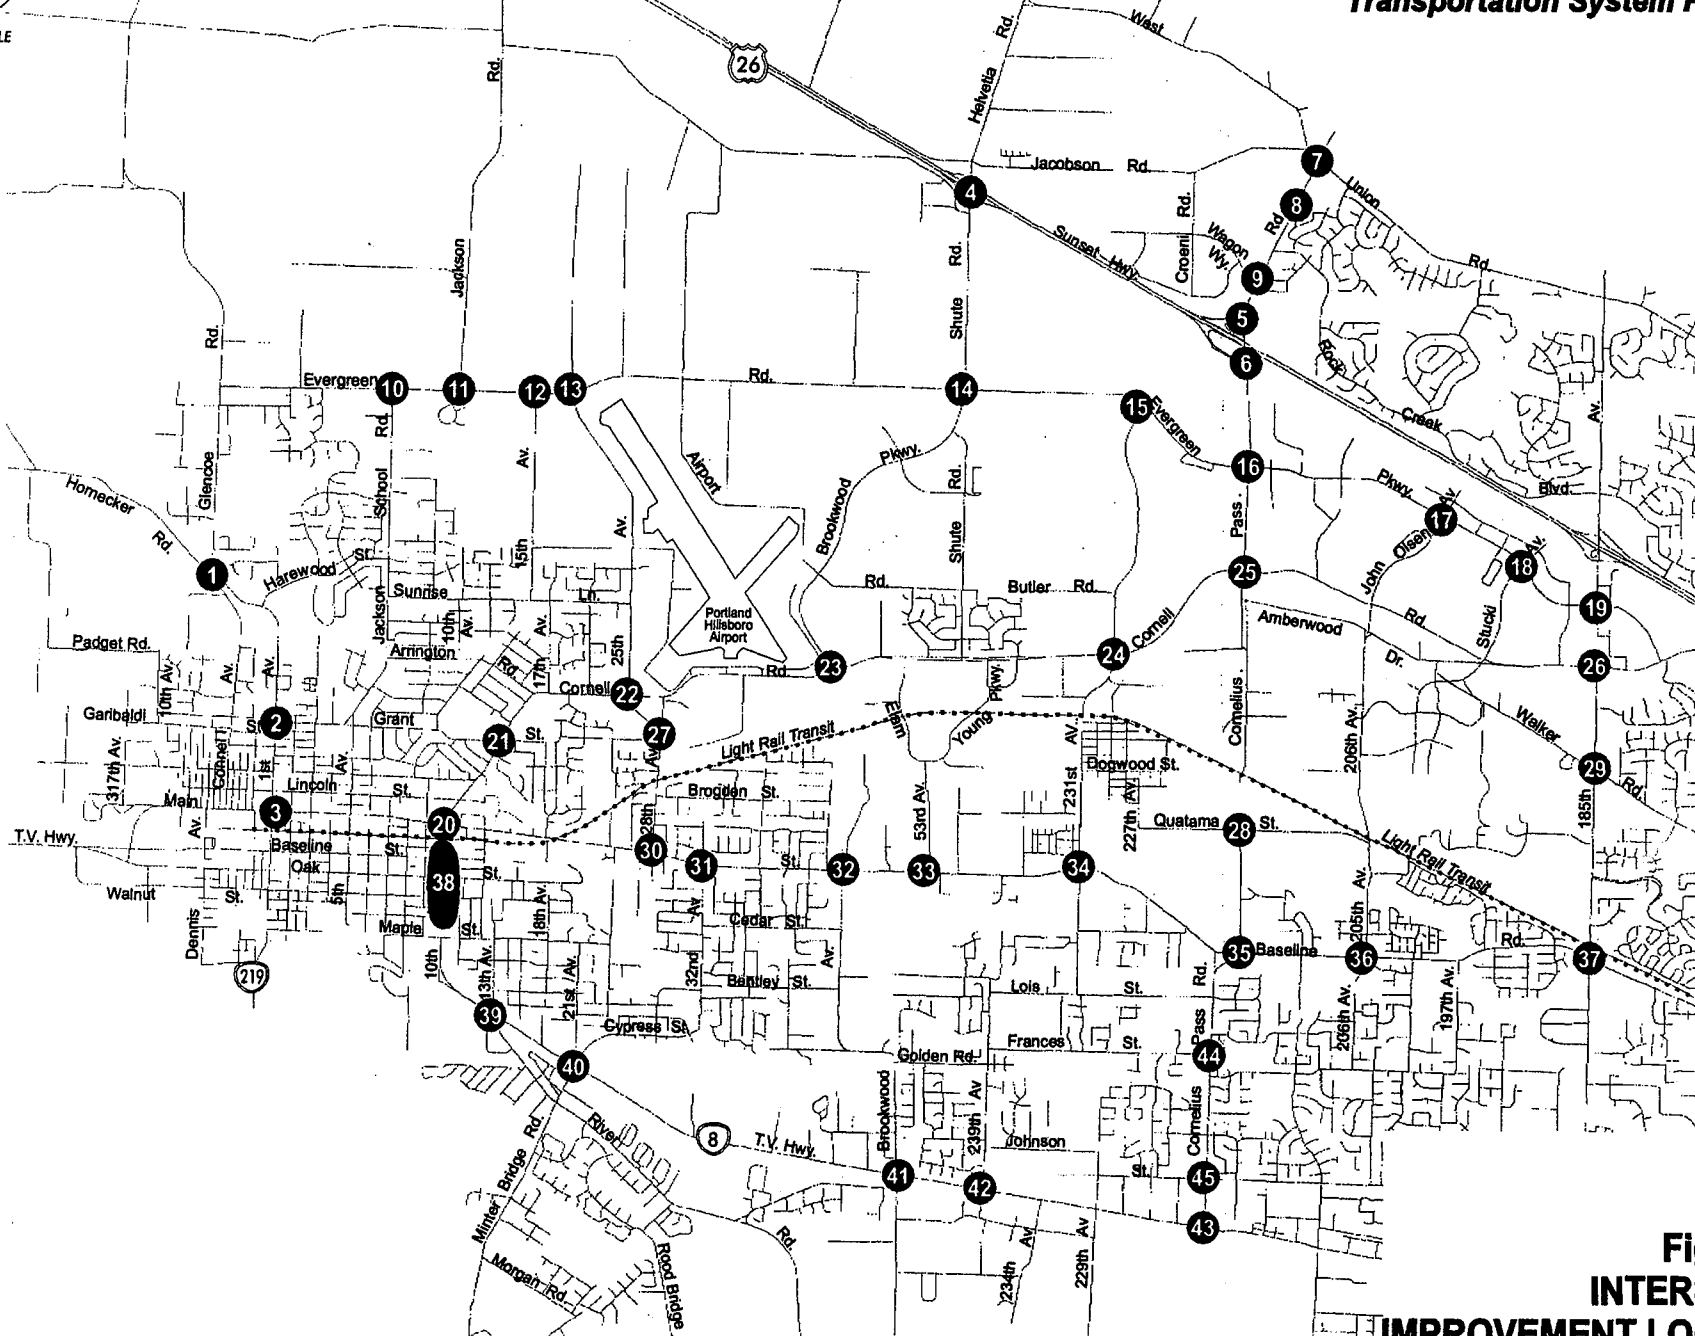 Transportation System
LE
West
26
Rd.
Rd.
Helvetia
7
Jacobson Rd.
4
Union
8
Rd.
Rd
Wagon
Wy.
Croeni
Sunset Hwy.
Rd.
Jackson
Rd.
9
5
Shute
Rd.
Rock
6
Evergreen
10
11
12
13
Rd.
14
15
Evergreen
Creek
Av.
Rd.
Av.
Airport
Pkwy.
16
Glencoe
School
Homecker
Rd.
Brookwood
Rd.
Pkwy.
Blvd.
Av
17
Pass.
Av.
Shute
Olsen
15th
St.
Av.
18
1
Harewood
25
John
Sunrise
Ln.
Rd.
Butler Rd.
19
Portland
Hillsboro
Airport
Jackson
10th
Av.
Av.
Amberwood
Rd.
Cornell
Stucki
Padget Rd.
Arrington
25th
Rd.
17th
24
Dr.
Rd
23
26
10th Av.
Av.
Av.
Cornell
22
Pkwy.
Cornelius
Garibaldi
St.
2
Grant
21
St.
27
Elam
Young
Av.
206th Av.
Walker
Light Rail Transit
317th Av.
Connell
1st
Av.
Av.
Dogwood St.
29
Rd.
Lincoln
St.
Brogden St.
231st
227th Av.
185th
Main
3
Av.
20
28th
53rd Av.
Quatama
28
St.
T.V. Hwy.
Baseline
St.
30
Light Rail Transit
Oak
31
St.
32
33
34
38
St.
Walnut
St.
5th
Av.
205th
18th Av.
Av
Cedar St.
Dennis
Maple
St.
35
Baseline
36
Rd.
37
219
10th
13th Av.
21st Av.
32nd
Bentley St.
Av.
Rd.
Lois St.
206th Av.
197th Av.
39
Cypress St.
Golden Rd.
Frances St.
Pass
44
40
Brookwood
239th Av
Cornelius
River
Rd.
8
T.V. Hwy.
Johnson
St.
Minter Bridge
41
42
45
43
Rd.
Av
Av
Rood Bridge
Morgan Rd.
234th
229th
Fi
INTER
IMPROVEMENT LO